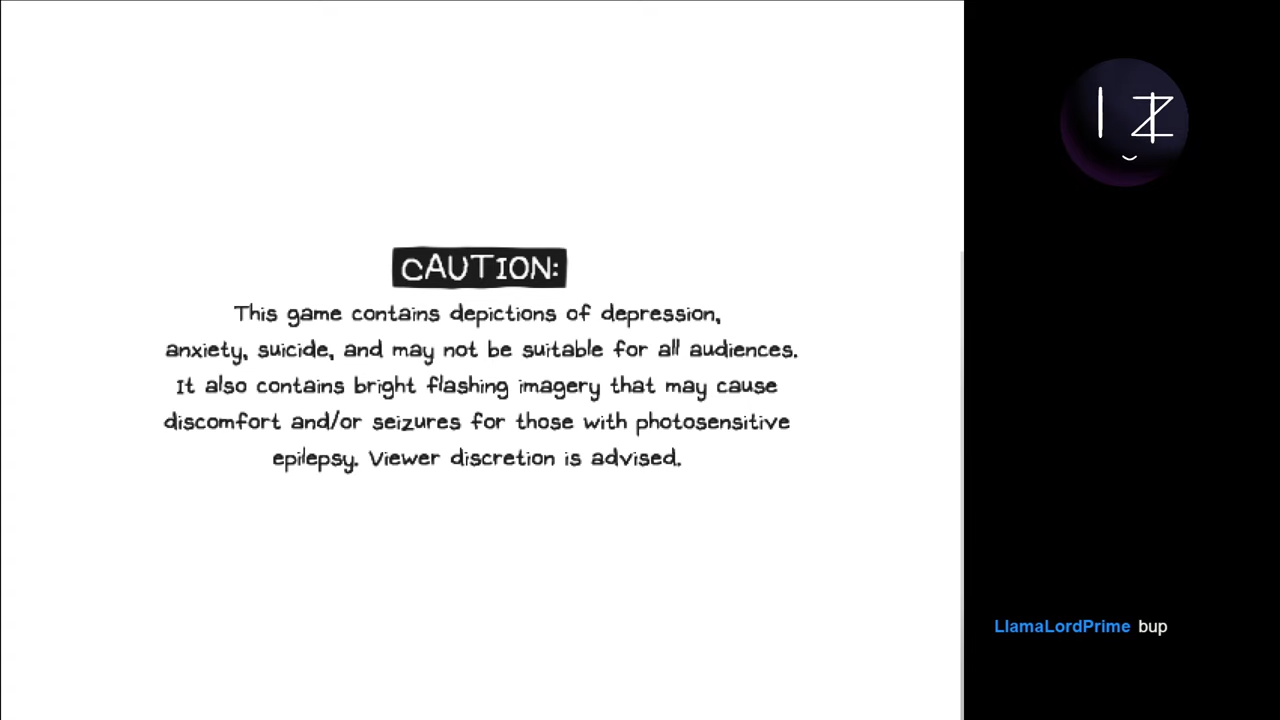 CAUTION:
This game contains depictions of depression,
anxiety, suicide, and may not be suitable for all audiences.
It also contains bright flashing imagery that may cause
discomfort and/or seizures for those with photosensitive
epilepsy. Viewer discretion is advised.
LlamaLordPrime bup